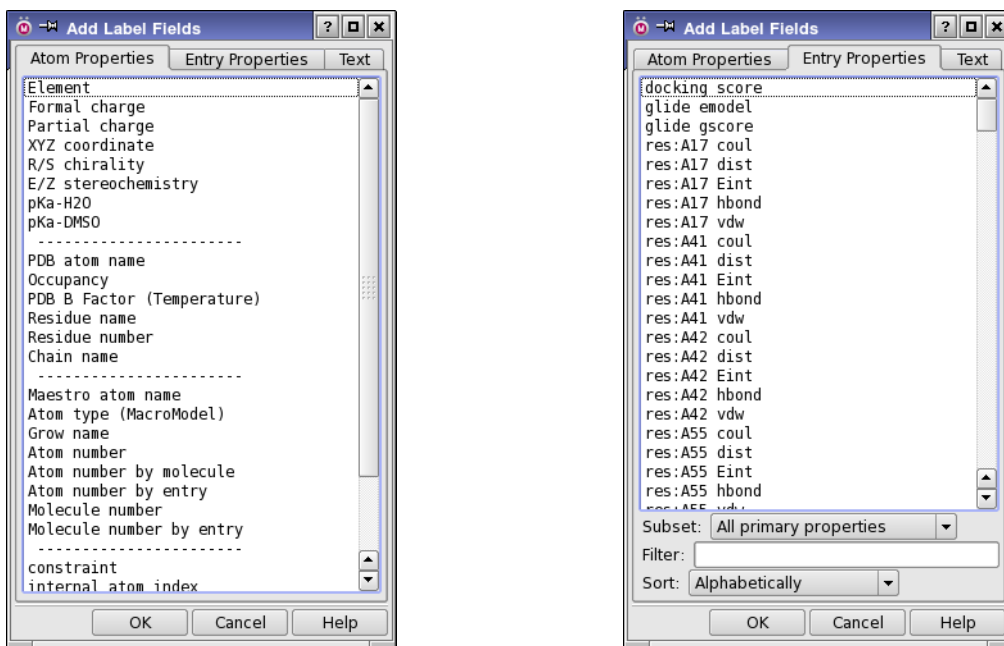 Add Label Fields
Atom Properties Entry Properties Text
Element
Formal charge
Partial charge
XYZ coordinate
R/S chirality
E/Z stereochemistry
pKa-H2O
pKa-DMSO
-----------------------
PDB atom name
Occupancy
PDB B Factor (Temperature)
Residue name
Residue number
Chain name
-----------------------
Maestro atom name
Atom type (MacroModel)
Grow name
Atom number
Atom number by molecule
Atom number by entry
Molecule number
Molecule number by entry
-----------------------
constraint
internal atom index
OK Cancel Help
Add Label Fields
Atom Properties Entry Properties Text
docking score
glide emodel
glide gscore
res:A17 coul
res:A17 dist
res:A17 Eint
res:A17 hbond
res:A17 vdw
res:A41 coul
res:A41 dist
res:A41 Eint
res:A41 hbond
res:A41 vdw
res:A42 coul
res:A42 dist
res:A42 Eint
res:A42 hbond
res:A42 vdw
res:A55 coul
res:A55 dist
res:A55 Eint
res:A55 hbond
res:A55 vdw
Subset: All primary properties
Filter:
Sort: Alphabetically
OK Cancel Help